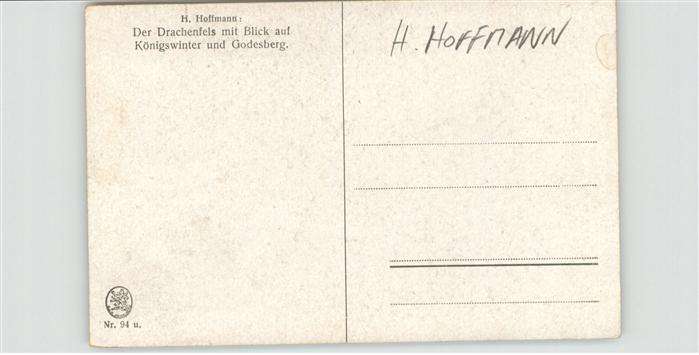 H. Hoffmann:
Der Drachenfels mit Blick auf
Königswinter und Godesberg.
H. HOFFMANN
Nr. 94 u.